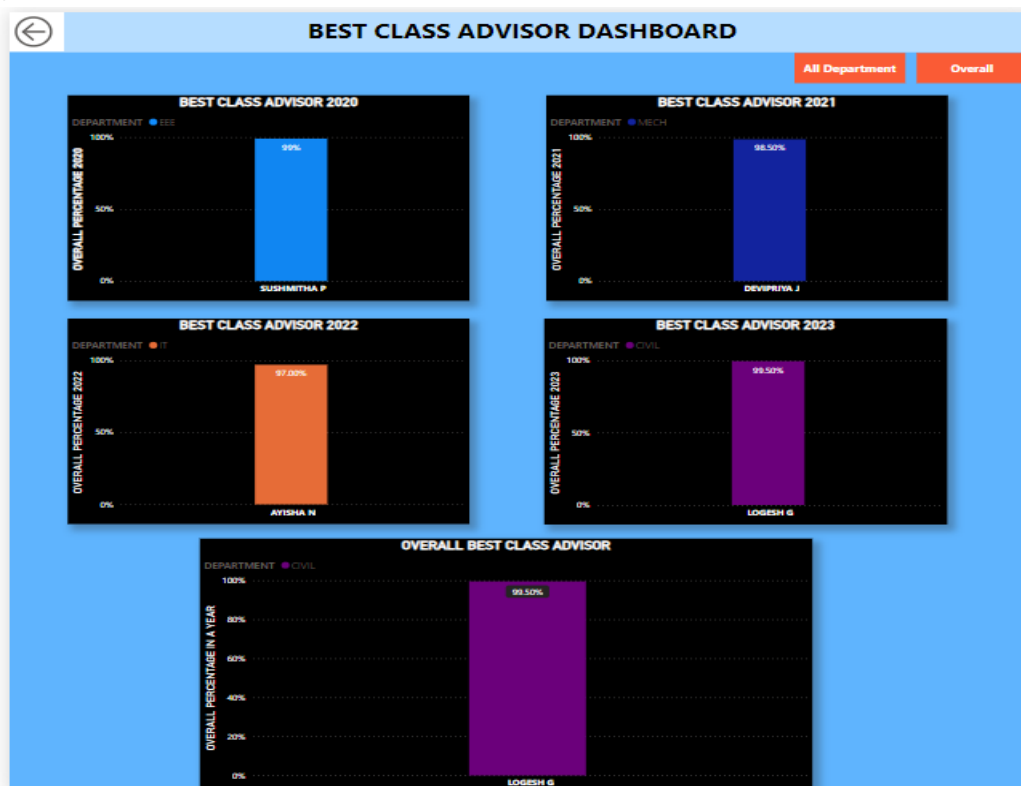 BEST CLASS ADVISOR DASHBOARD
All Department
Overall
BEST CLASS ADVISOR 2020
DEPARTMENT EEE
OVERALL PERCENTAGE 2020
100%
50%
0%
99%
SUSHMITHA P
BEST CLASS ADVISOR 2021
DEPARTMENT MECH
OVERALL PERCENTAGE 2021
100%
50%
0%
98.50%
DEVIPRIYA J
BEST CLASS ADVISOR 2022
DEPARTMENT IT
OVERALL PERCENTAGE 2022
100%
50%
0%
97.00%
AYISHA N
BEST CLASS ADVISOR 2023
DEPARTMENT CIVIL
OVERALL PERCENTAGE 2023
100%
50%
0%
99.50%
LOGESH G
OVERALL BEST CLASS ADVISOR
DEPARTMENT CIVIL
OVERALL PERCENTAGE IN A YEAR
100%
80%
60%
40%
20%
0%
99.50%
LOGESH G